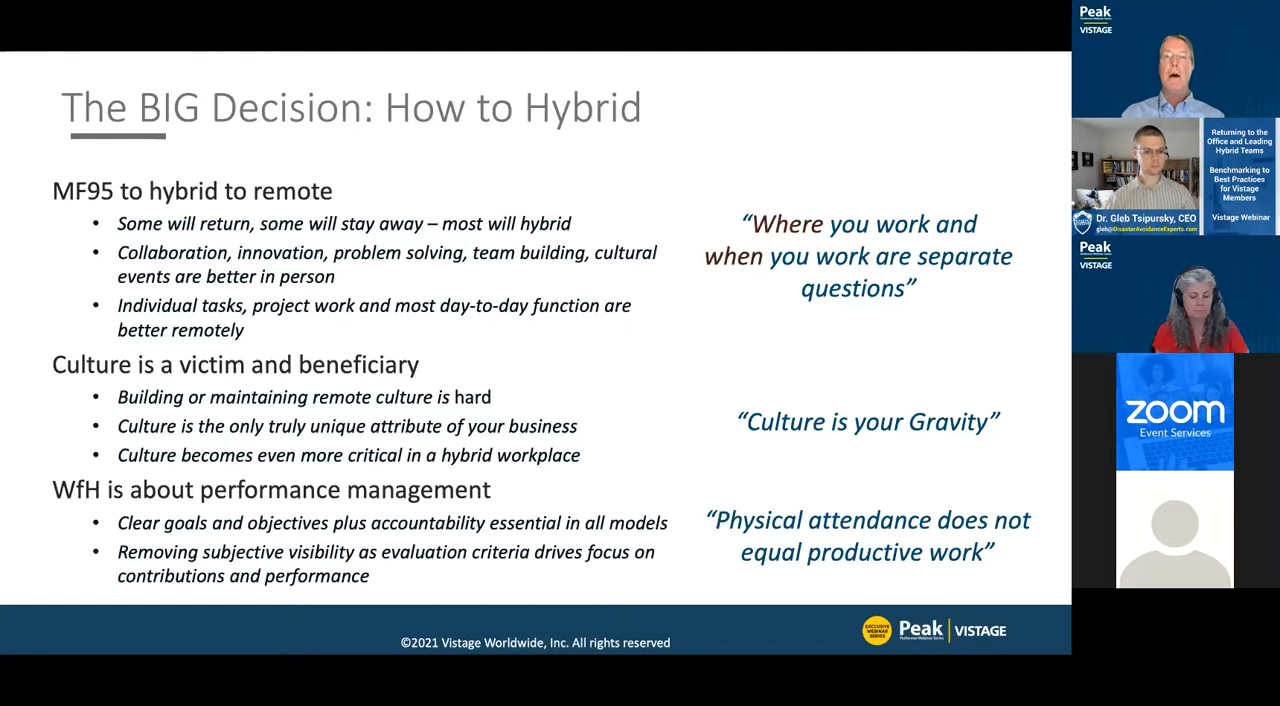 The BIG Decision: How to Hybrid
MF95 to hybrid to remote
• Some will return, some will stay away – most will hybrid
• Collaboration, innovation, problem solving, team building, cultural
events are better in person
• Individual tasks, project work and most day-to-day function are
better remotely
“Where you work and
when you work are separate
questions”
Culture is a victim and beneficiary
• Building or maintaining remote culture is hard
• Culture is the only truly unique attribute of your business
• Culture becomes even more critical in a hybrid workplace
“Culture is your Gravity”
WfH is about performance management
• Clear goals and objectives plus accountability essential in all models
• Removing subjective visibility as evaluation criteria drives focus on
contributions and performance
“Physical attendance does not
equal productive work”
©2021 Vistage Worldwide, Inc. All rights reserved
EXCLUSIVE
WEBINAR
SERIES
Peak
VISTAGE
Peak
VISTAGE
Returning to the
Office and Leading
Hybrid Teams
Benchmarking to
Best Practices
for Vistage
Members
Vistage Webinar
Dr. Gleb Tsipursky, CEO
gleb@DisasterAvoidanceExperts.com
Peak
VISTAGE
zoom
Event Services